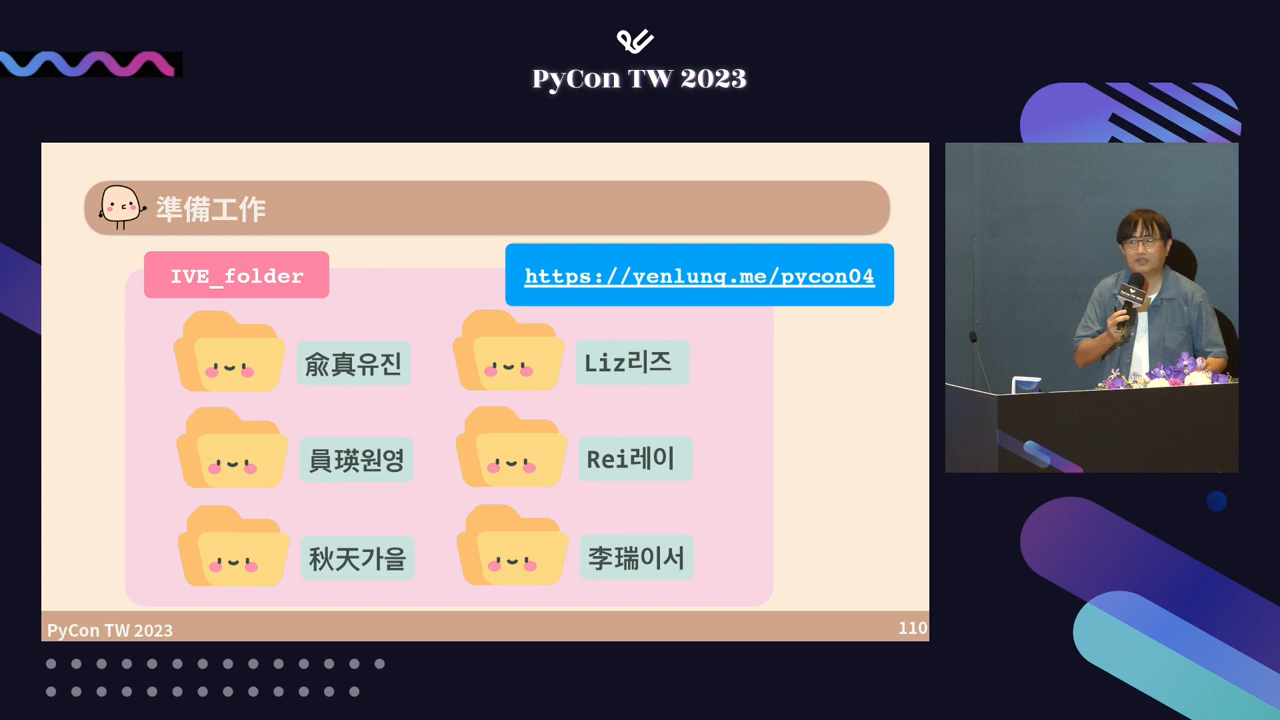 PyCon TW 2023
準備工作
IVE_folder
https://yenlung.me/pycon04
兪真유진
Liz리즈
員瑛원영
Rei레이
秋天가을
李瑞이서
PyCon TW 2023
110